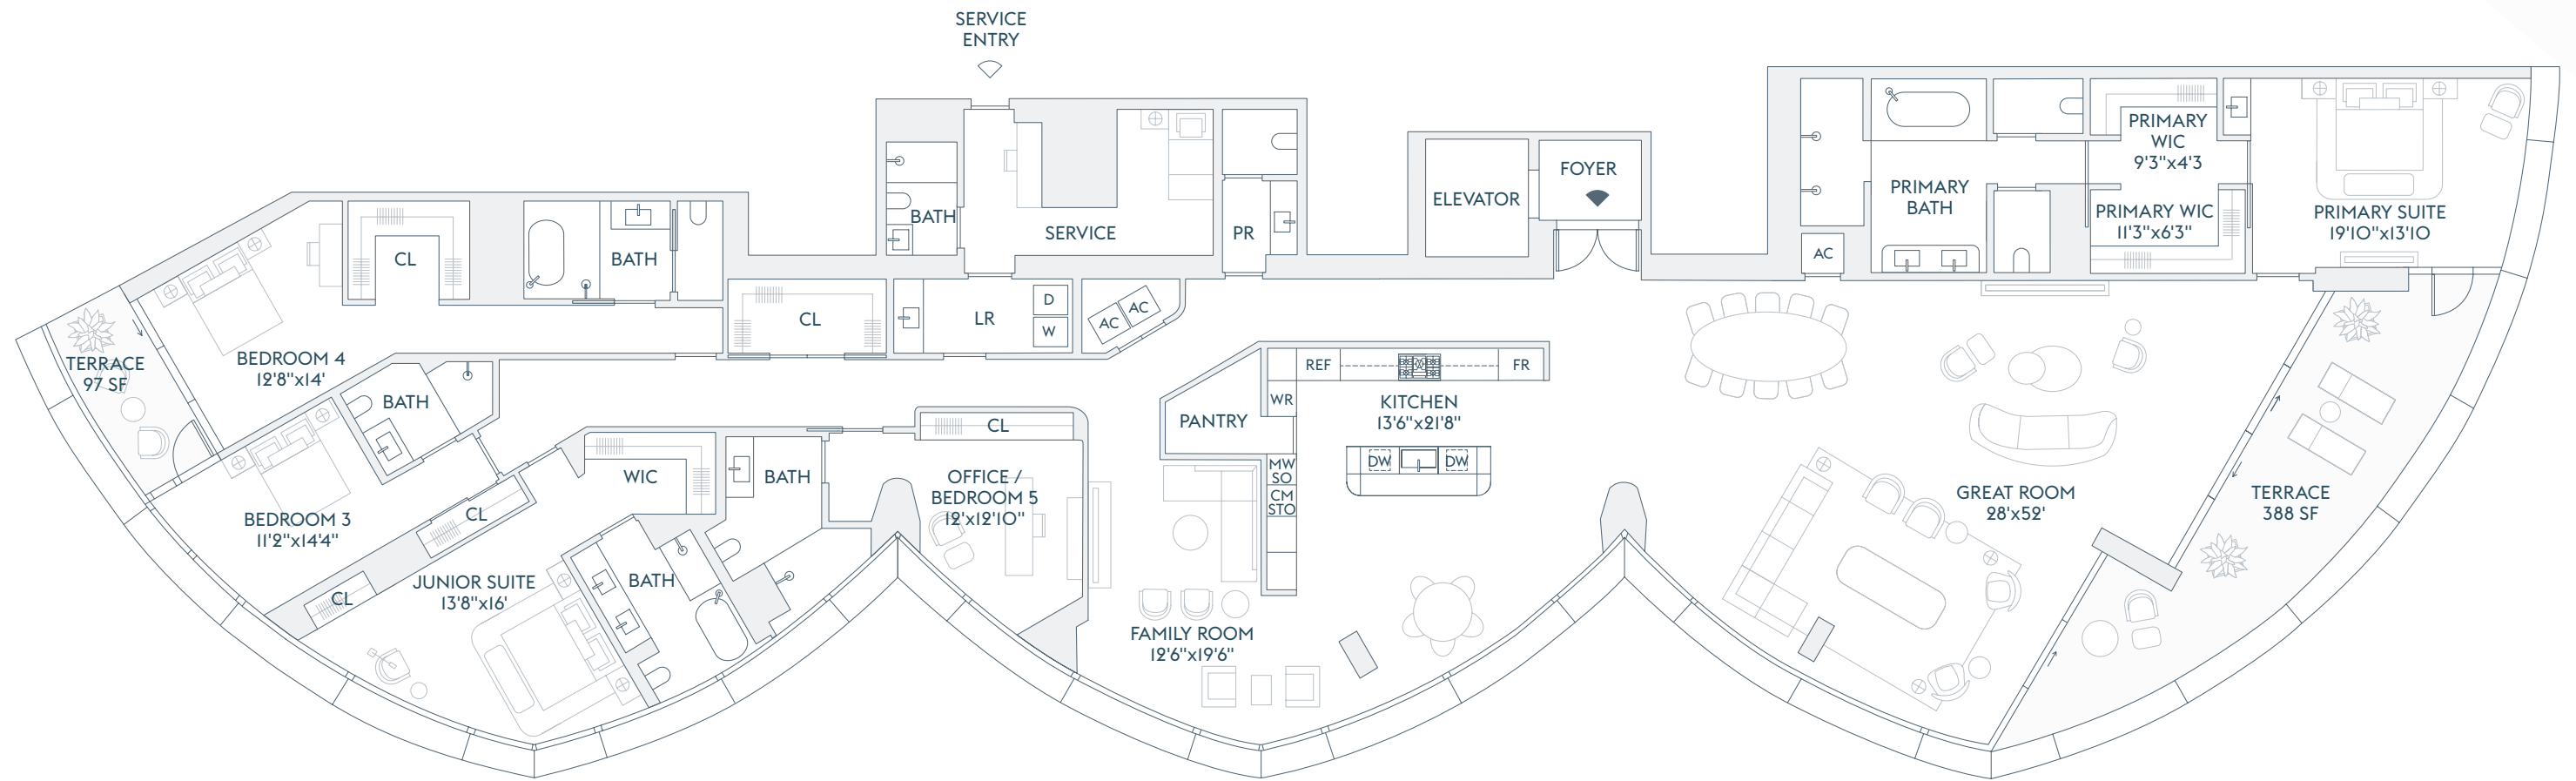 SERVICE
ENTRY
TERRACE
97 SF
BEDROOM 4
12'8"x14'
CL
BATH
BATH
SERVICE
PR
ELEVATOR
FOYER
AC
PRIMARY
BATH
PRIMARY
WIC
9'3"x4'3
PRIMARY WIC
11'3"x6'3"
PRIMARY SUITE
19'10"x13'10
CL
LR
D
W
AC
AC
BATH
BEDROOM 3
11'2"x14'4"
CL
CL
JUNIOR SUITE
13'8"x16'
WIC
BATH
BATH
CL
OFFICE /
BEDROOM 5
12'x12'10"
PANTRY
REF
FR
WR
KITCHEN
13'6"x21'8"
MW
SO
CM
STO
DW
DW
FAMILY ROOM
12'6"x19'6"
GREAT ROOM
28'x52'
TERRACE
388 SF